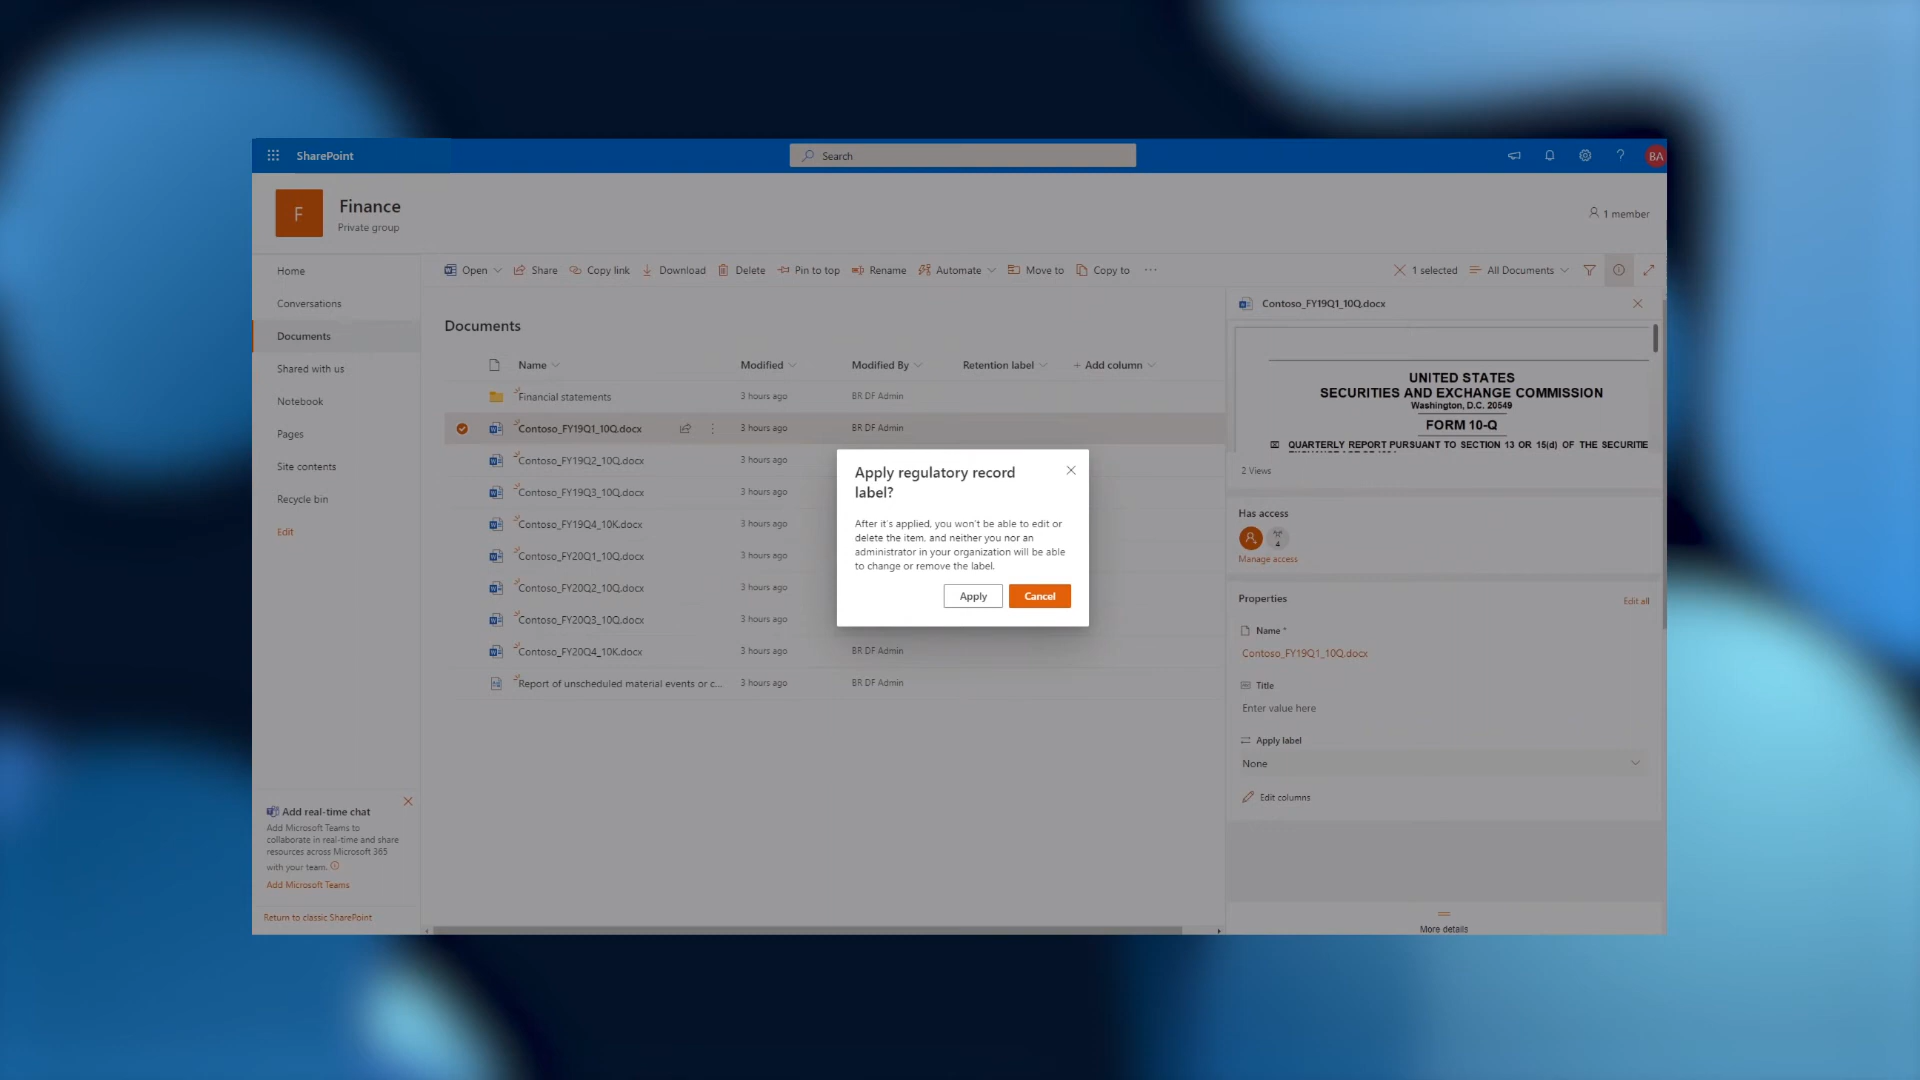 SharePoint
Search
BA
F
Finance
Private group
1 member
Home
Conversations
Documents
Shared with us
Notebook
Pages
Site contents
Recycle bin
Edit
Open
Share
Copy link
Download
Delete
Pin to top
Rename
Automate
Move to
Copy to
1 selected
All Documents
Documents
Name
Modified
Modified By
Retention label
+ Add column
Financial statements
3 hours ago
BR DF Admin
Contoso_FY19Q1_10Q.docx
3 hours ago
BR DF Admin
Contoso_FY19Q2_10Q.docx
3 hours ago
Contoso_FY19Q3_10Q.docx
3 hours ago
Contoso_FY19Q4_10K.docx
3 hours ago
Contoso_FY20Q1_10Q.docx
3 hours ago
Contoso_FY20Q2_10Q.docx
3 hours ago
Contoso_FY20Q3_10Q.docx
3 hours ago
Contoso_FY20Q4_10K.docx
3 hours ago
BR DF Admin
Report of unscheduled material events or c...
3 hours ago
BR DF Admin
Apply regulatory record
label?
After it's applied, you won't be able to edit or
delete the item, and neither you nor an
administrator in your organization will be able
to change or remove the label.
Apply
Cancel
Contoso_FY19Q1_10Q.docx
UNITED STATES
SECURITIES AND EXCHANGE COMMISSION
Washington, D.C. 20549
FORM 10-Q
QUARTERLY REPORT PURSUANT TO SECTION 13 OR 15(d) OF THE SECURITIE
2 Views
Has access
4
Manage access
Properties
Edit all
Name *
Contoso_FY19Q1_10Q.docx
Title
Enter value here
Apply label
None
Edit columns
More details
Add real-time chat
Add Microsoft Teams to
collaborate in real-time and share
resources across Microsoft 365
with your team.
Add Microsoft Teams
Return to classic SharePoint